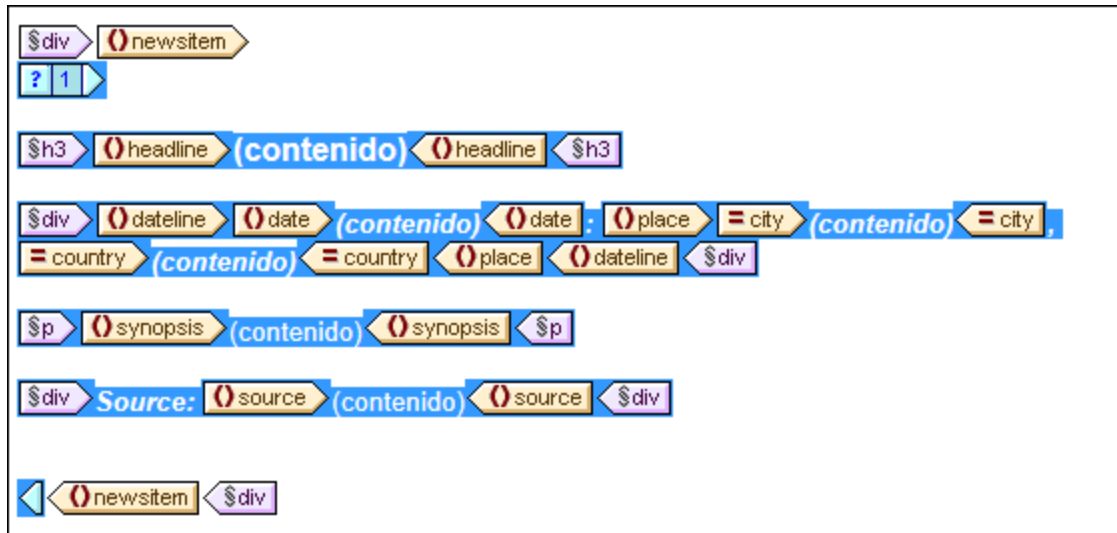 §div ()newsitem
? 1
§h3 ()headline (contenido) ()headline §h3
§div ()dateline ()date (contenido) ()date : ()place = city (contenido) = city ,
= country (contenido) = country ()place ()dateline §div
§p ()synopsis (contenido) ()synopsis §p
§div Source: ()source (contenido) ()source §div
()newsitem §div